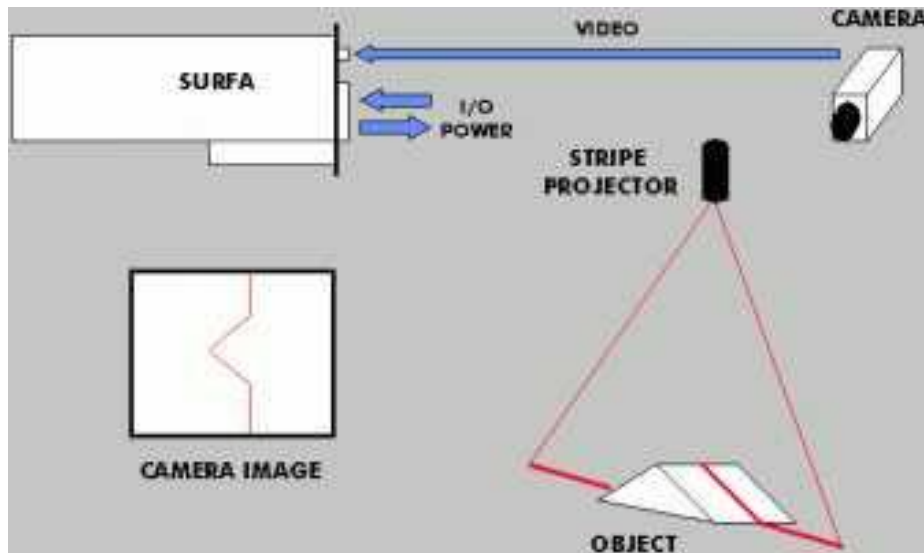 CAMERA
VIDEO
SURFA
I/O
POWER
STRIPE
PROJECTOR
CAMERA IMAGE
OBJECT